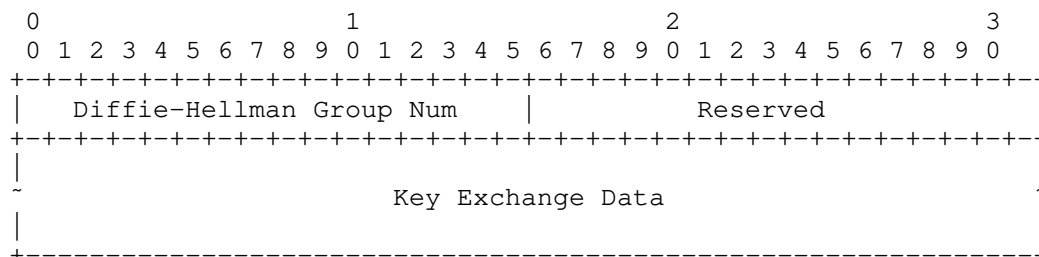 0                   1                   2                   3
 0 1 2 3 4 5 6 7 8 9 0 1 2 3 4 5 6 7 8 9 0 1 2 3 4 5 6 7 8 9 0
+-+-+-+-+-+-+-+-+-+-+-+-+-+-+-+-+-+-+-+-+-+-+-+-+-+-+-+-+-+-+-+--
|   Diffie-Hellman Group Num    |          Reserved
+-+-+-+-+-+-+-+-+-+-+-+-+-+-+-+-+-+-+-+-+-+-+-+-+-+-+-+-+-+-+-+--
|
~                       Key Exchange Data                       ~
|
+----------------------------------------------------------------